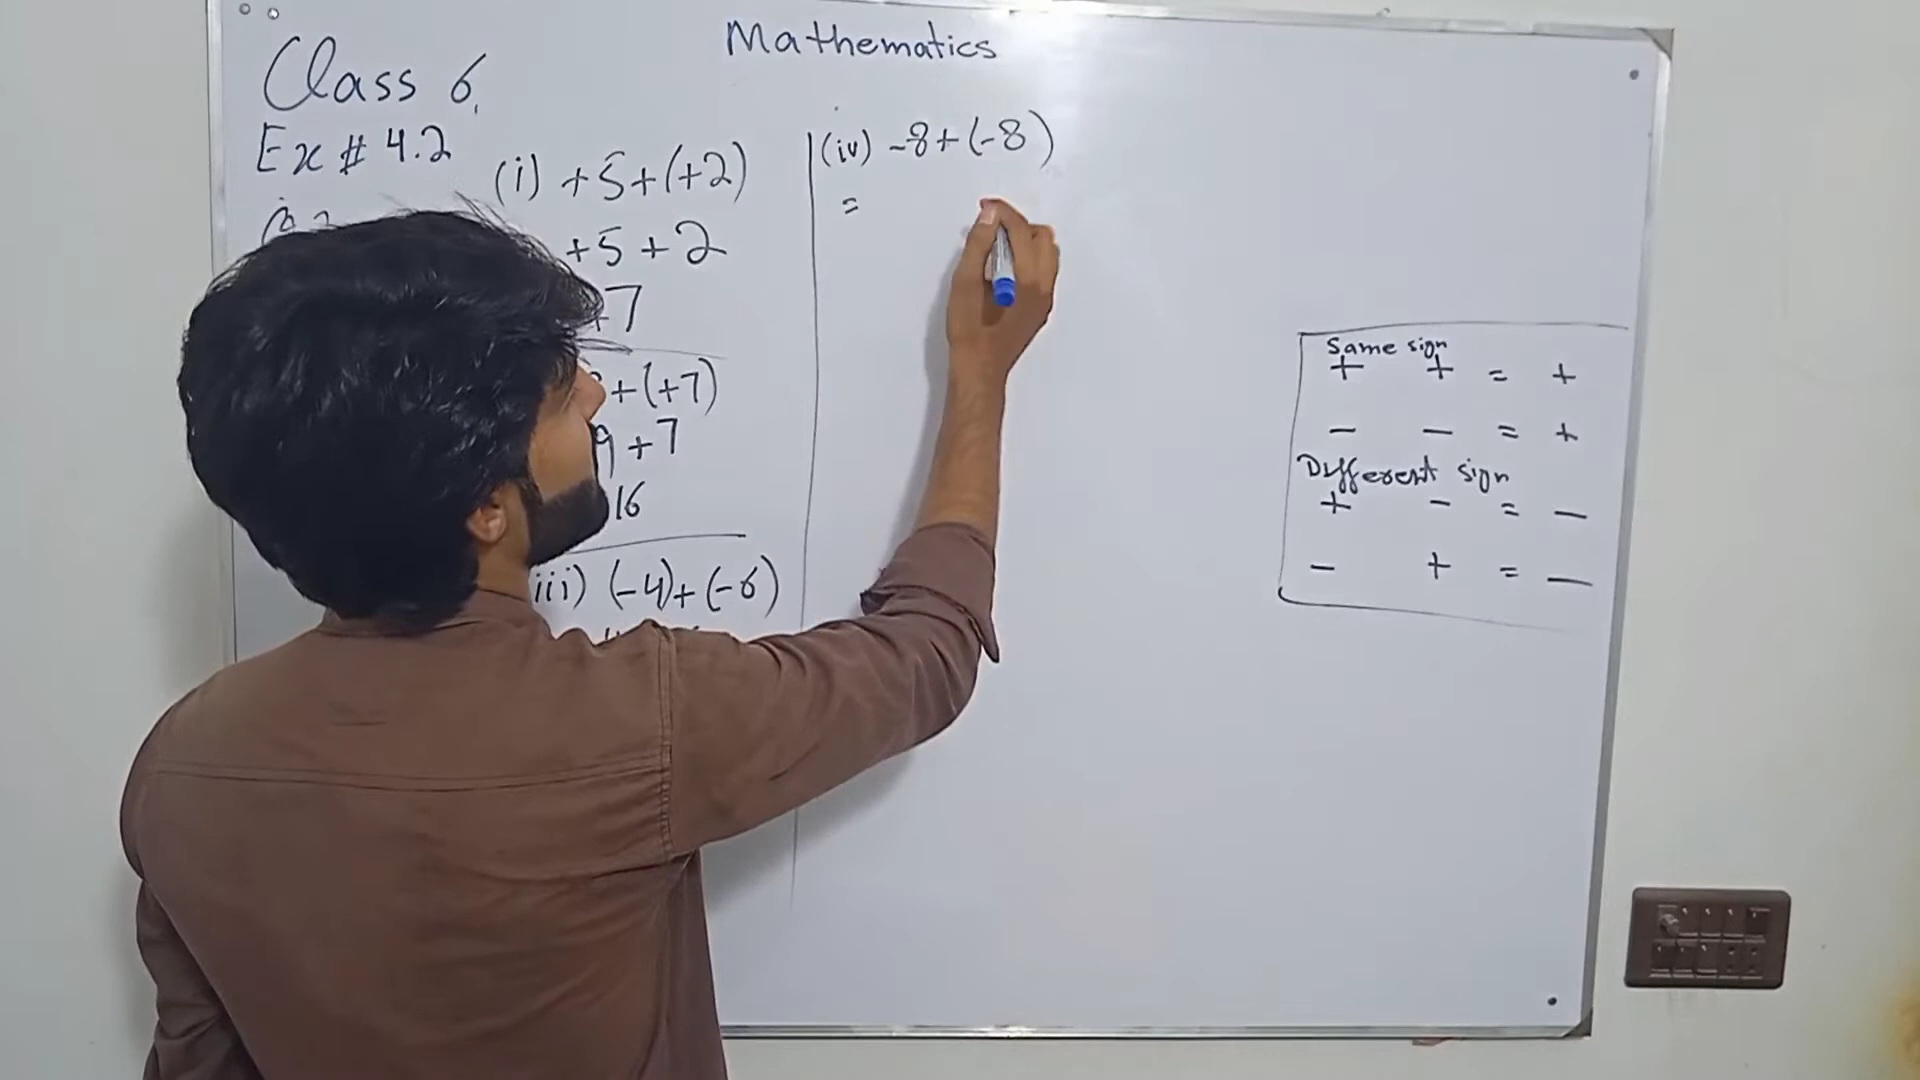 Mathematics
Class 6
Ex # 4.2
(i) +5+(+2)
+5 +2
+7
+(+7)
9 +7
16
iii) (-4)+(-6)
(iv) -8+(-8)
=
Same sign
+ + = +
- - = +
Different sign
+ - = -
- + = -